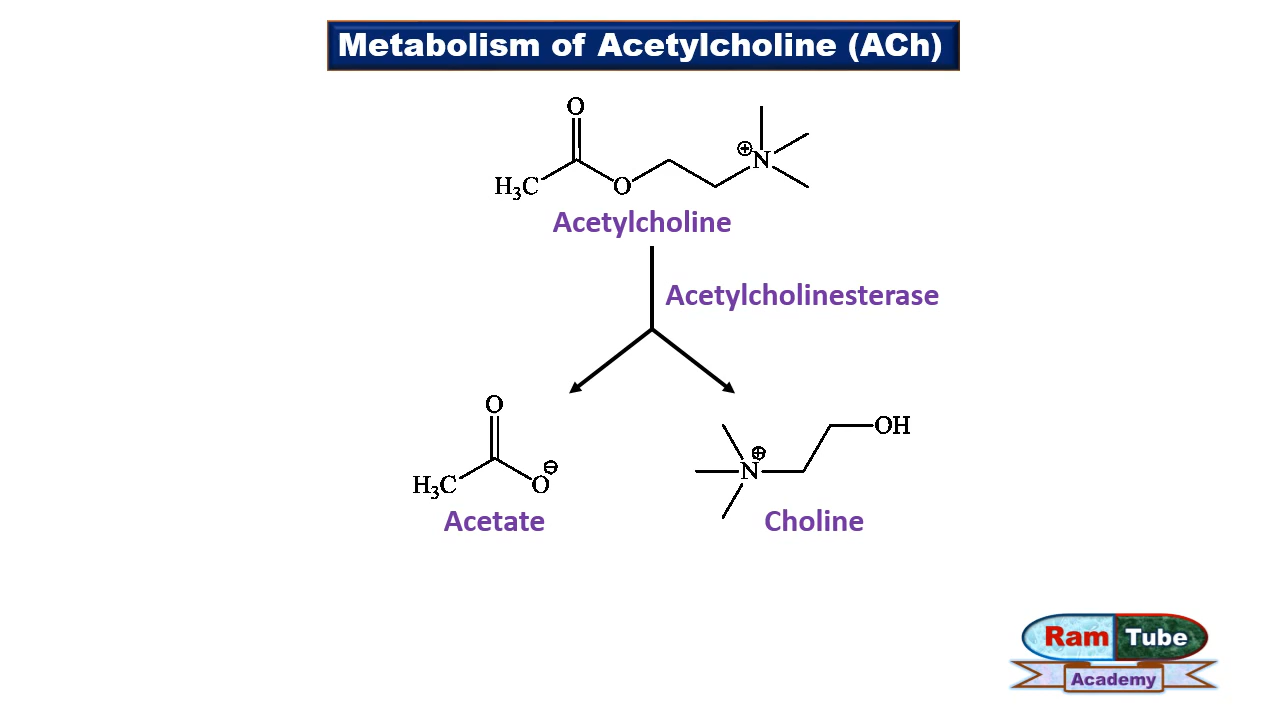 Metabolism of Acetylcholine (ACh)
O
H₃C
O
⊕
N
Acetylcholine
Acetylcholinesterase
O
H₃C
O
⊖
Acetate
N
⊕
OH
Choline
Ram Tube
Academy